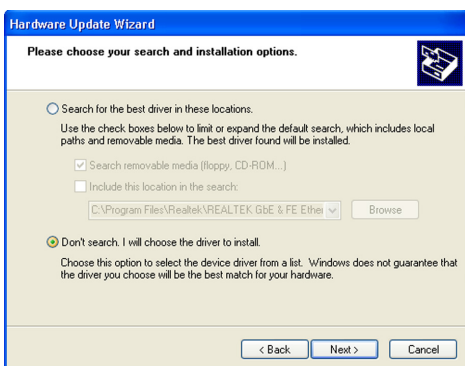 Hardware Update Wizard
Please choose your search and installation options.
Search for the best driver in these locations.
Use the check boxes below to limit or expand the default search, which includes local
paths and removable media. The best driver found will be installed.
Search removable media (floppy, CD-ROM...)
Include this location in the search:
C:\Program Files\Realtek\REALTEK GbE & FE Ether
Browse
Don't search. I will choose the driver to install.
Choose this option to select the device driver from a list. Windows does not guarantee that
the driver you choose will be the best match for your hardware.
< Back
Next >
Cancel